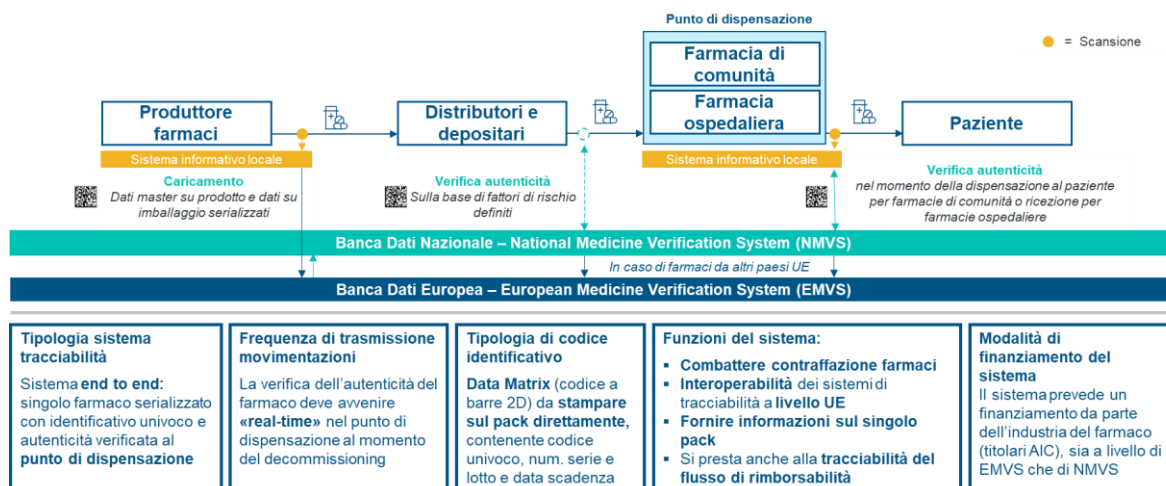 Punto di dispensazione
= Scansione
Farmacia di
comunità
Farmacia
ospedaliera
Produttore
farmaci
Distributori e
depositari
Paziente
Sistema informativo locale
Sistema informativo locale
Caricamento
Dati master su prodotto e dati su
imballaggio serializzati
Verifica autenticità
Sulla base di fattori di rischio
definiti
Verifica autenticità
nel momento della dispensazione al paziente
per farmacie di comunità o ricezione per
farmacie ospedaliere
Banca Dati Nazionale – National Medicine Verification System (NMVS)
In caso di farmaci da altri paesi UE
Banca Dati Europea – European Medicine Verification System (EMVS)
Tipologia sistema
tracciabilità
Sistema end to end:
singolo farmaco serializzato
con identificativo univoco e
autenticità verificata al
punto di dispensazione
Frequenza di trasmissione
movimentazioni
La verifica dell'autenticità del
farmaco deve avvenire
«real-time» nel punto di
dispensazione al momento
del decommissioning
Tipologia di codice
identificativo
Data Matrix (codice a
barre 2D) da stampare
sul pack direttamente,
contenente codice
univoco, num. serie e
lotto e data scadenza
Funzioni del sistema:
▪ Combattere contraffazione farmaci
▪ Interoperabilità dei sistemi di
tracciabilità a livello UE
▪ Fornire informazioni sul singolo
pack
▪ Si presta anche alla tracciabilità del
flusso di rimborsabilità
Modalità di
finanziamento del
sistema
Il sistema prevede un
finanziamento da parte
dell'industria del farmaco
(titolari AIC), sia a livello di
EMVS che di NMVS